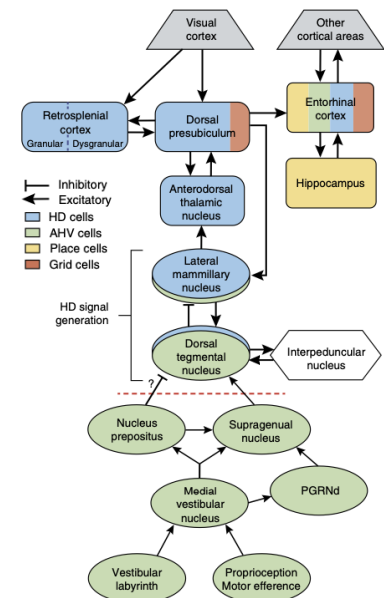 Visual
cortex
Other
cortical areas
Retrosplenial
cortex
Granular Dysgranular
Dorsal
presubiculum
Entorhinal
cortex
Anterodorsal
thalamic
nucleus
Hippocampus
Inhibitory
Excitatory
HD cells
AHV cells
Place cells
Grid cells
Lateral
mammillary
nucleus
HD signal
generation
Dorsal
tegmental
nucleus
Interpeduncular
nucleus
?
Nucleus
prepositus
Supragenual
nucleus
Medial
vestibular
nucleus
PGRNd
Vestibular
labyrinth
Proprioception
Motor efference